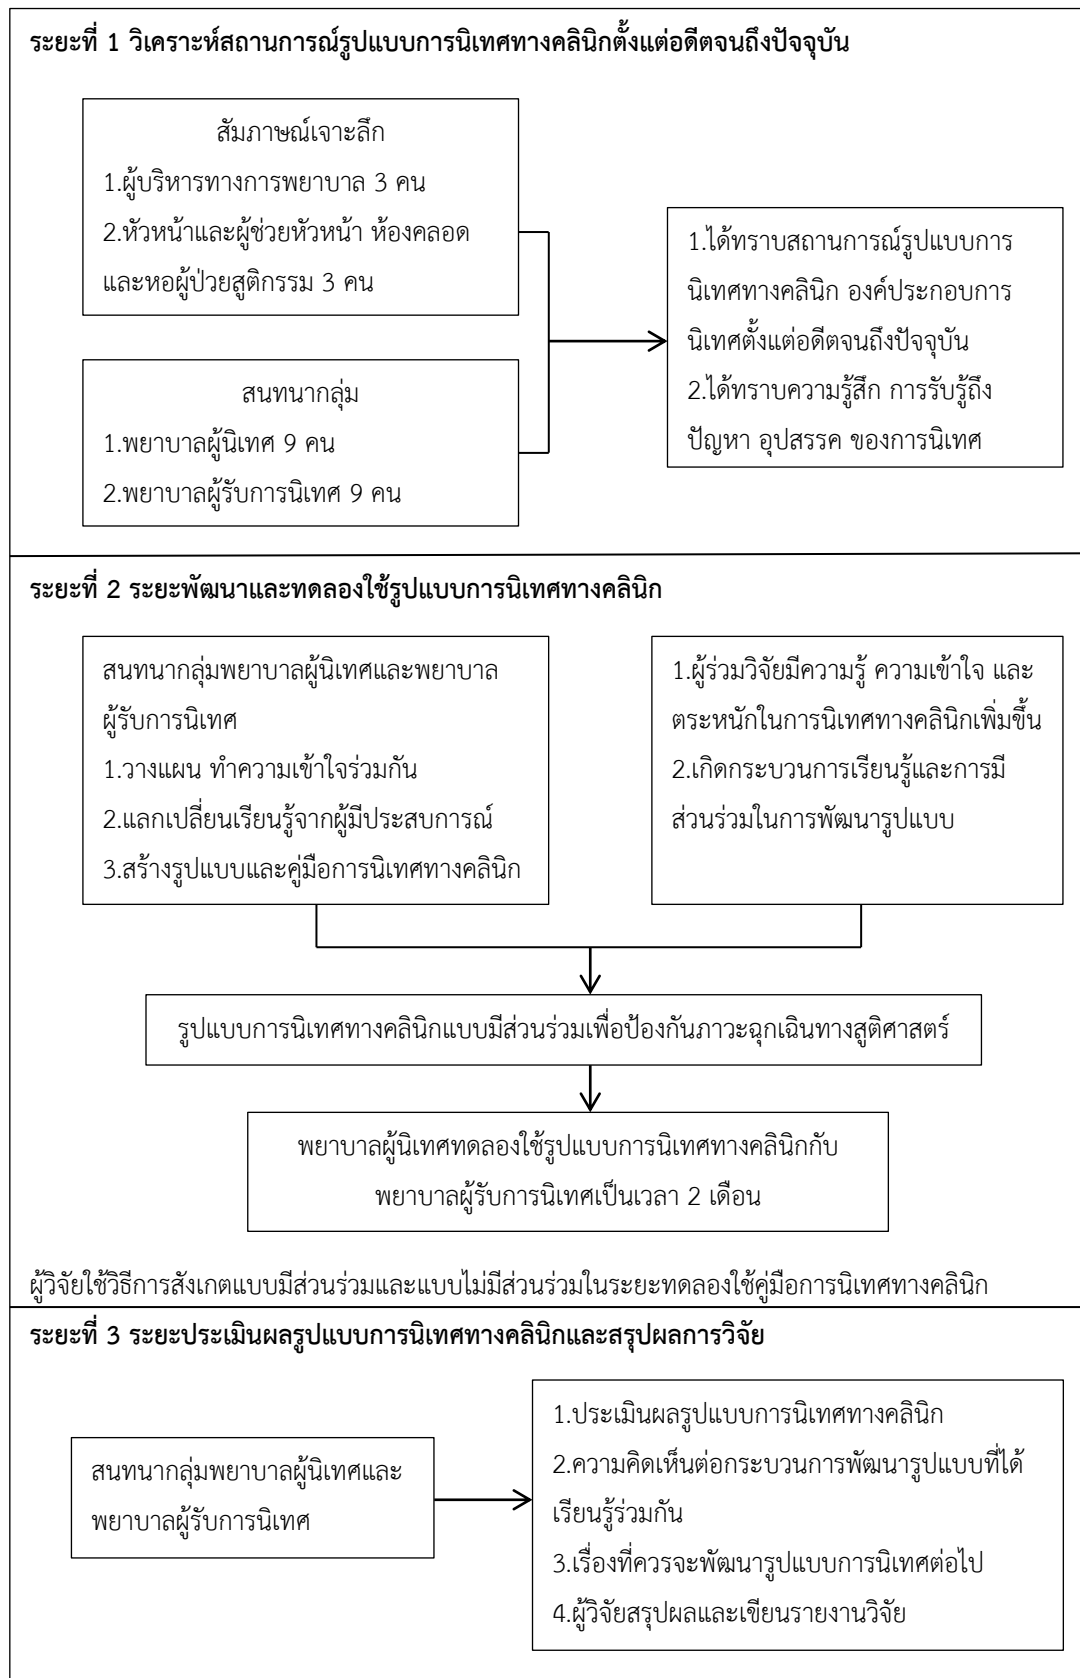 ระยะที่ 1 วิเคราะห์สถานการณ์รูปแบบการนิเทศทางคลินิกตั้งแต่อดีตจนถึงปัจจุบัน
สัมภาษณ์เจาะลึก
1.ผู้บริหารทางการพยาบาล 3 คน
2.หัวหน้าและผู้ช่วยหัวหน้า ห้องคลอด
และหอผู้ป่วยสูติกรรม 3 คน
สนทนากลุ่ม
1.พยาบาลผู้นิเทศ 9 คน
2.พยาบาลผู้รับการนิเทศ 9 คน
1.ได้ทราบสถานการณ์รูปแบบการ
นิเทศทางคลินิก องค์ประกอบการ
นิเทศตั้งแต่อดีตจนถึงปัจจุบัน
2.ได้ทราบความรู้สึก การรับรู้ถึง
ปัญหา อุปสรรค ของการนิเทศ
ระยะที่ 2 ระยะพัฒนาและทดลองใช้รูปแบบการนิเทศทางคลินิก
สนทนากลุ่มพยาบาลผู้นิเทศและพยาบาล
ผู้รับการนิเทศ
1.วางแผน ทำความเข้าใจร่วมกัน
2.แลกเปลี่ยนเรียนรู้จากผู้มีประสบการณ์
3.สร้างรูปแบบและคู่มือการนิเทศทางคลินิก
1.ผู้ร่วมวิจัยมีความรู้ ความเข้าใจ และ
ตระหนักในการนิเทศทางคลินิกเพิ่มขึ้น
2.เกิดกระบวนการเรียนรู้และการมี
ส่วนร่วมในการพัฒนารูปแบบ
รูปแบบการนิเทศทางคลินิกแบบมีส่วนร่วมเพื่อป้องกันภาวะฉุกเฉินทางสูติศาสตร์
พยาบาลผู้นิเทศทดลองใช้รูปแบบการนิเทศทางคลินิกกับ
พยาบาลผู้รับการนิเทศเป็นเวลา 2 เดือน
ผู้วิจัยใช้วิธีการสังเกตแบบมีส่วนร่วมและแบบไม่มีส่วนร่วมในระยะทดลองใช้คู่มือการนิเทศทางคลินิก
ระยะที่ 3 ระยะประเมินผลรูปแบบการนิเทศทางคลินิกและสรุปผลการวิจัย
สนทนากลุ่มพยาบาลผู้นิเทศและ
พยาบาลผู้รับการนิเทศ
1.ประเมินผลรูปแบบการนิเทศทางคลินิก
2.ความคิดเห็นต่อกระบวนการพัฒนารูปแบบที่ได้
เรียนรู้ร่วมกัน
3.เรื่องที่ควรจะพัฒนารูปแบบการนิเทศต่อไป
4.ผู้วิจัยสรุปผลและเขียนรายงานวิจัย